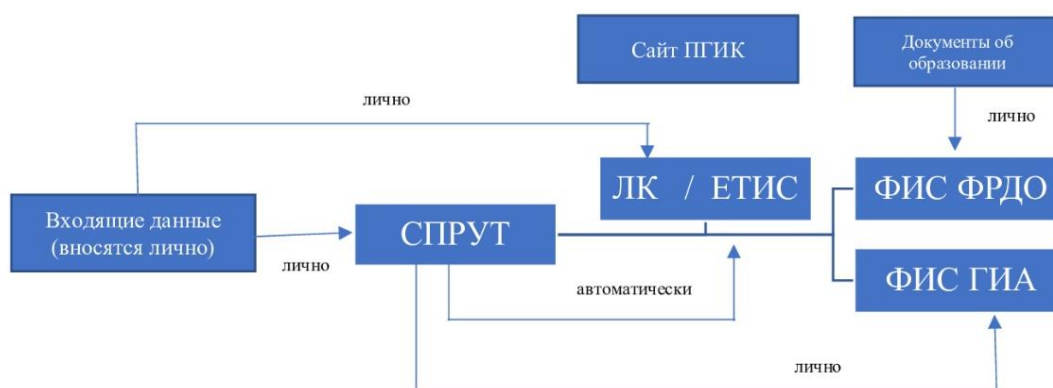 Сайт ПГИК
Документы об
образовании
лично
лично
ЛК / ЕТИС
ФИС ФРДО
Входящие данные
(вносятся лично)
СПРУТ
лично
ФИС ГИА
автоматически
лично